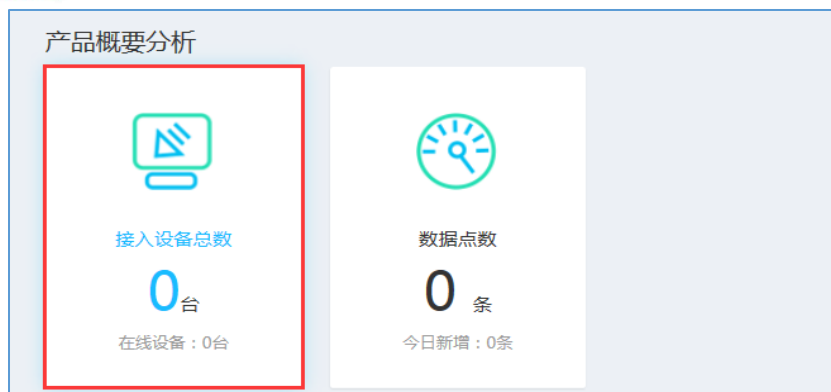 产品概要分析
接入设备总数
0台
在线设备：0台
数据点数
0 条
今日新增：0条